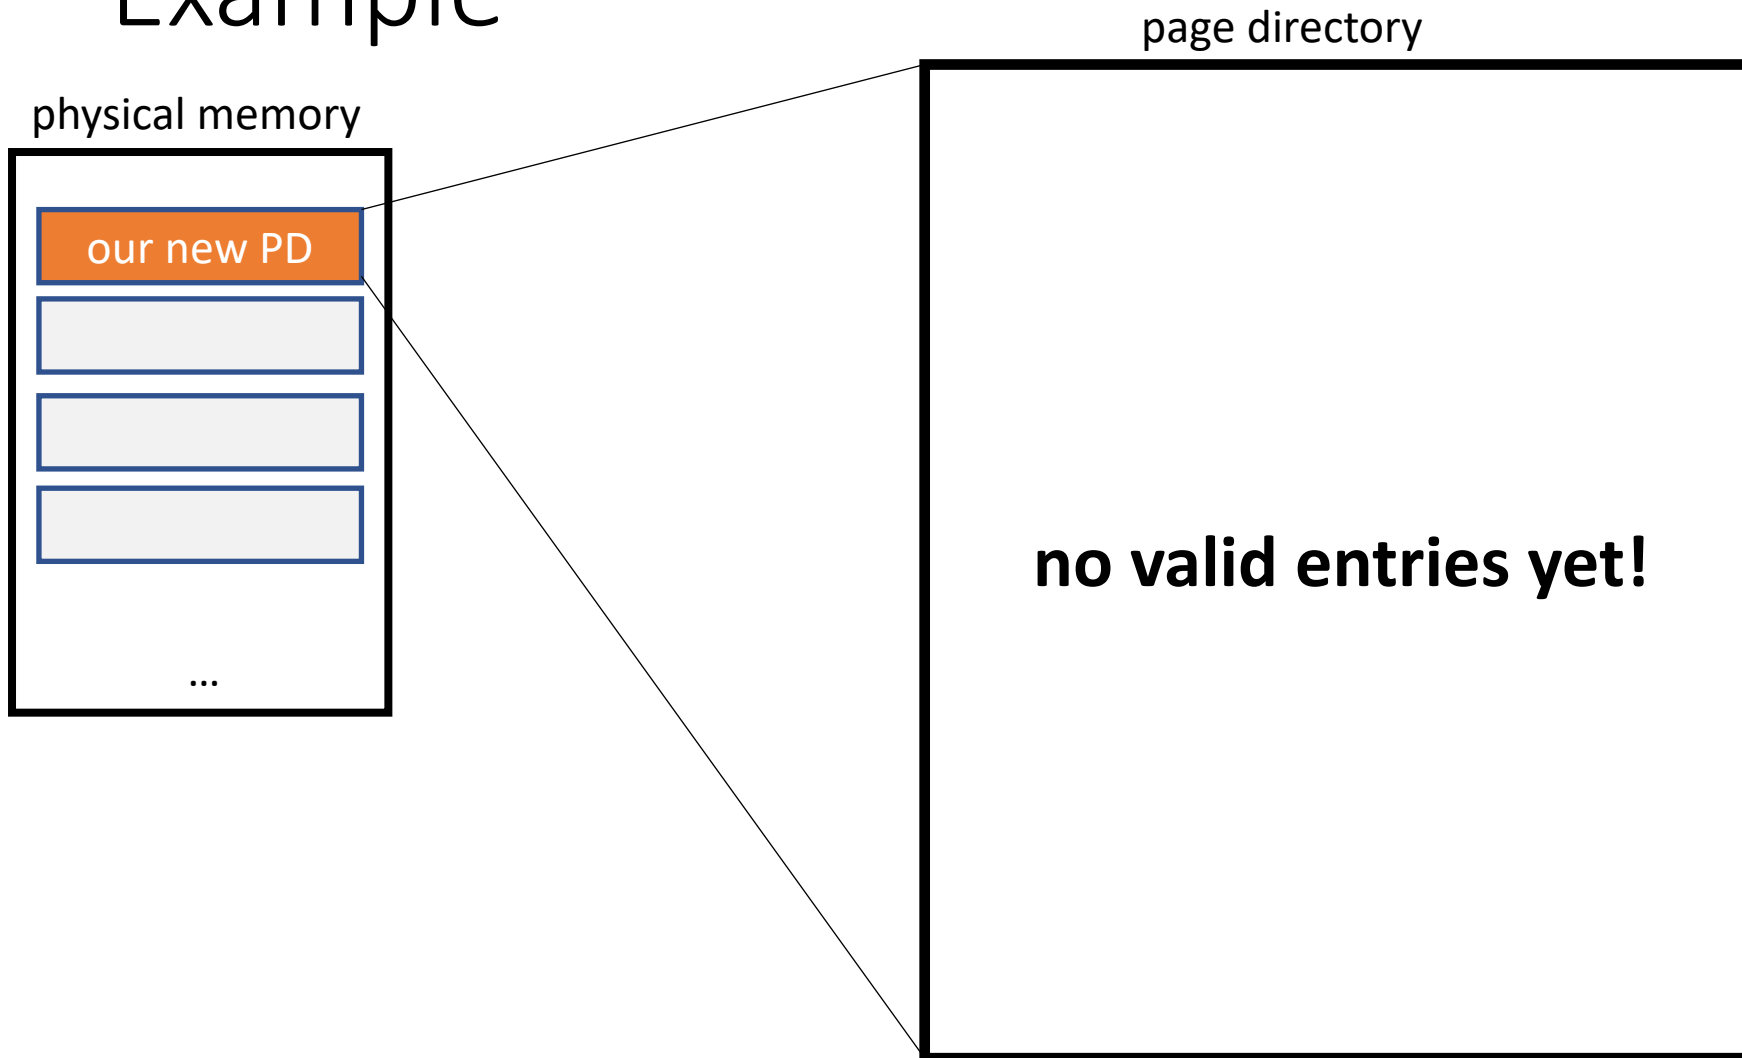 Example
page directory
physical memory
our new PD
no valid entries yet!
...